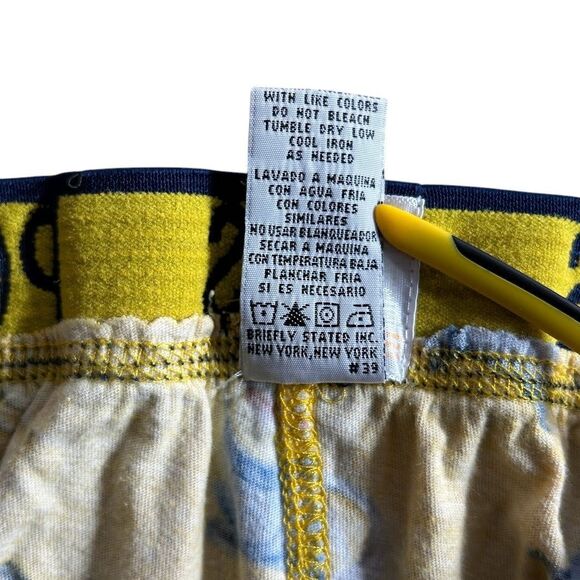 WITH LIKE COLORS
DO NOT BLEACH
TUMBLE DRY LOW
COOL IRON
AS NEEDED
LAVADO A MAQUINA
CON AGUA FRIA
CON COLORES
SIMILARES
NO USAR BLANQUEADOR
SECAR A MAQUINA
CON TEMPERATURA BAJA
PLANCHAR FRIA
SI ES NECESARIO
BRIEFLY STATED INC.
NEW YORK, NEW YORK
#39